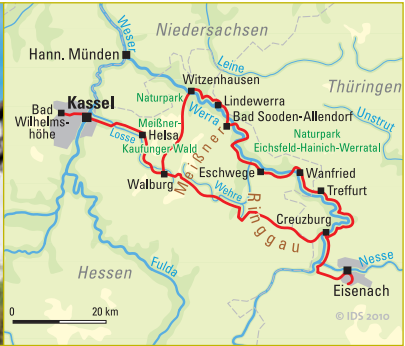 Niedersachsen
Weser
Hann. Münden
Leine
Thüringen
Witzenhausen
Naturpark
Lindewerra
Kassel
Werra
Bad Sooden-Allendorf
Unstrut
Bad
Wilhelms-
höhe
Meißner-
Losse
Helsa
Kaufunger-Wald
Naturpark
Eichsfeld-Hainich-Werratal
Meißner
Walburg
Eschwege
Wanfried
Treffurt
Wehre
Ringgau
Creuzburg
Hessen
Fulda
Nesse
Eisenach
0
20 km
© IDS 2010